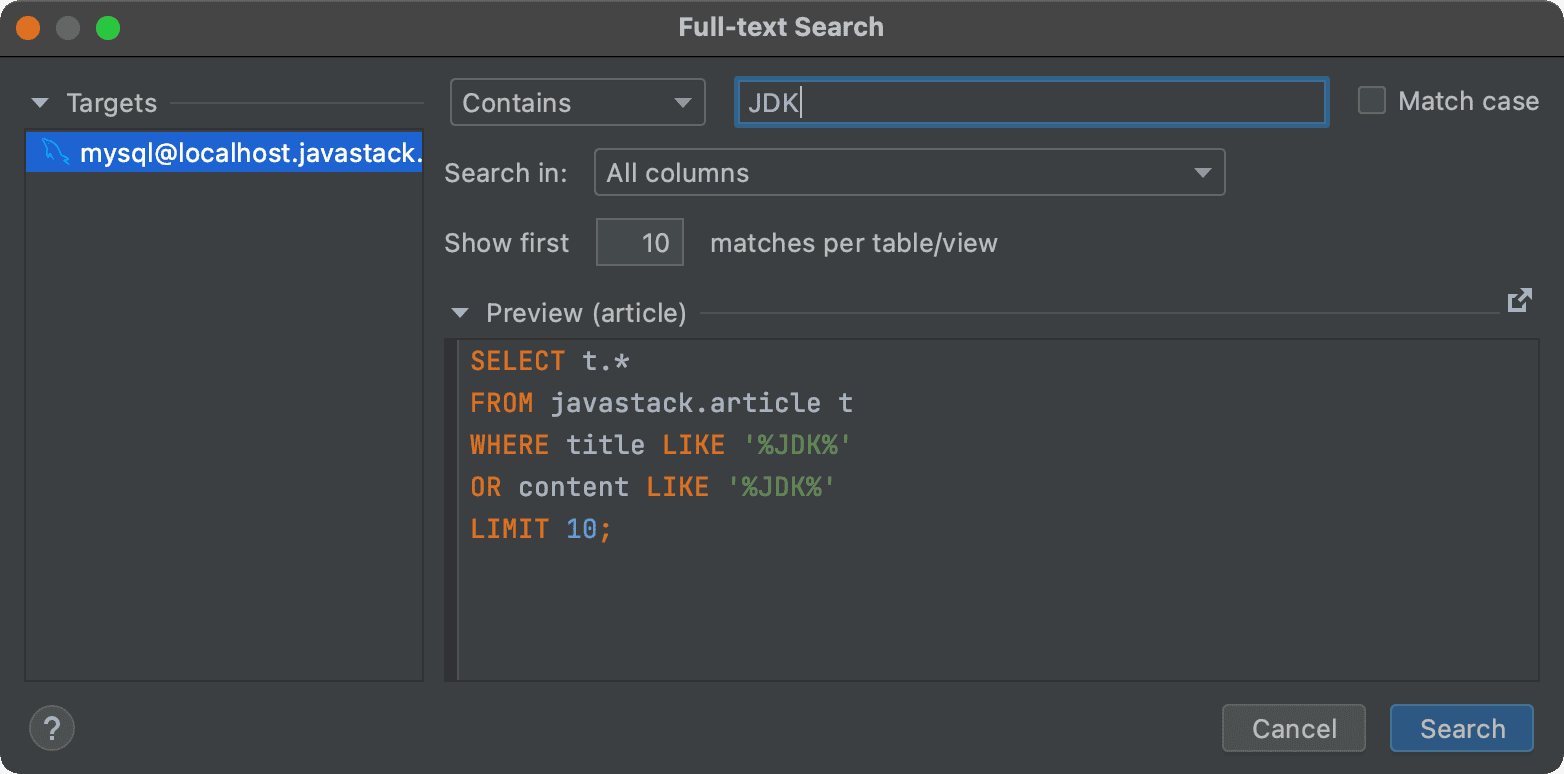 Full-text Search
Targets
mysql@localhost.javastack.
Contains
JDK
Match case
Search in:
All columns
Show first 10 matches per table/view
Preview (article)
SELECT t.*
FROM javastack.article t
WHERE title LIKE '%JDK%'
OR content LIKE '%JDK%'
LIMIT 10;
?
Cancel
Search